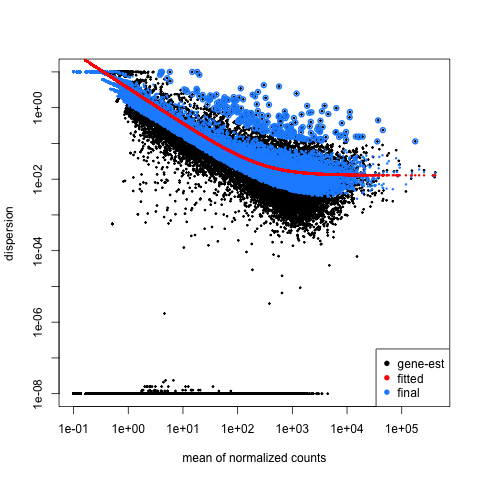 dispersion
1e+00
1e-02
1e-04
1e-06
1e-08
gene-est
fitted
final
1e-01 1e+00 1e+01 1e+02 1e+03 1e+04 1e+05
mean of normalized counts